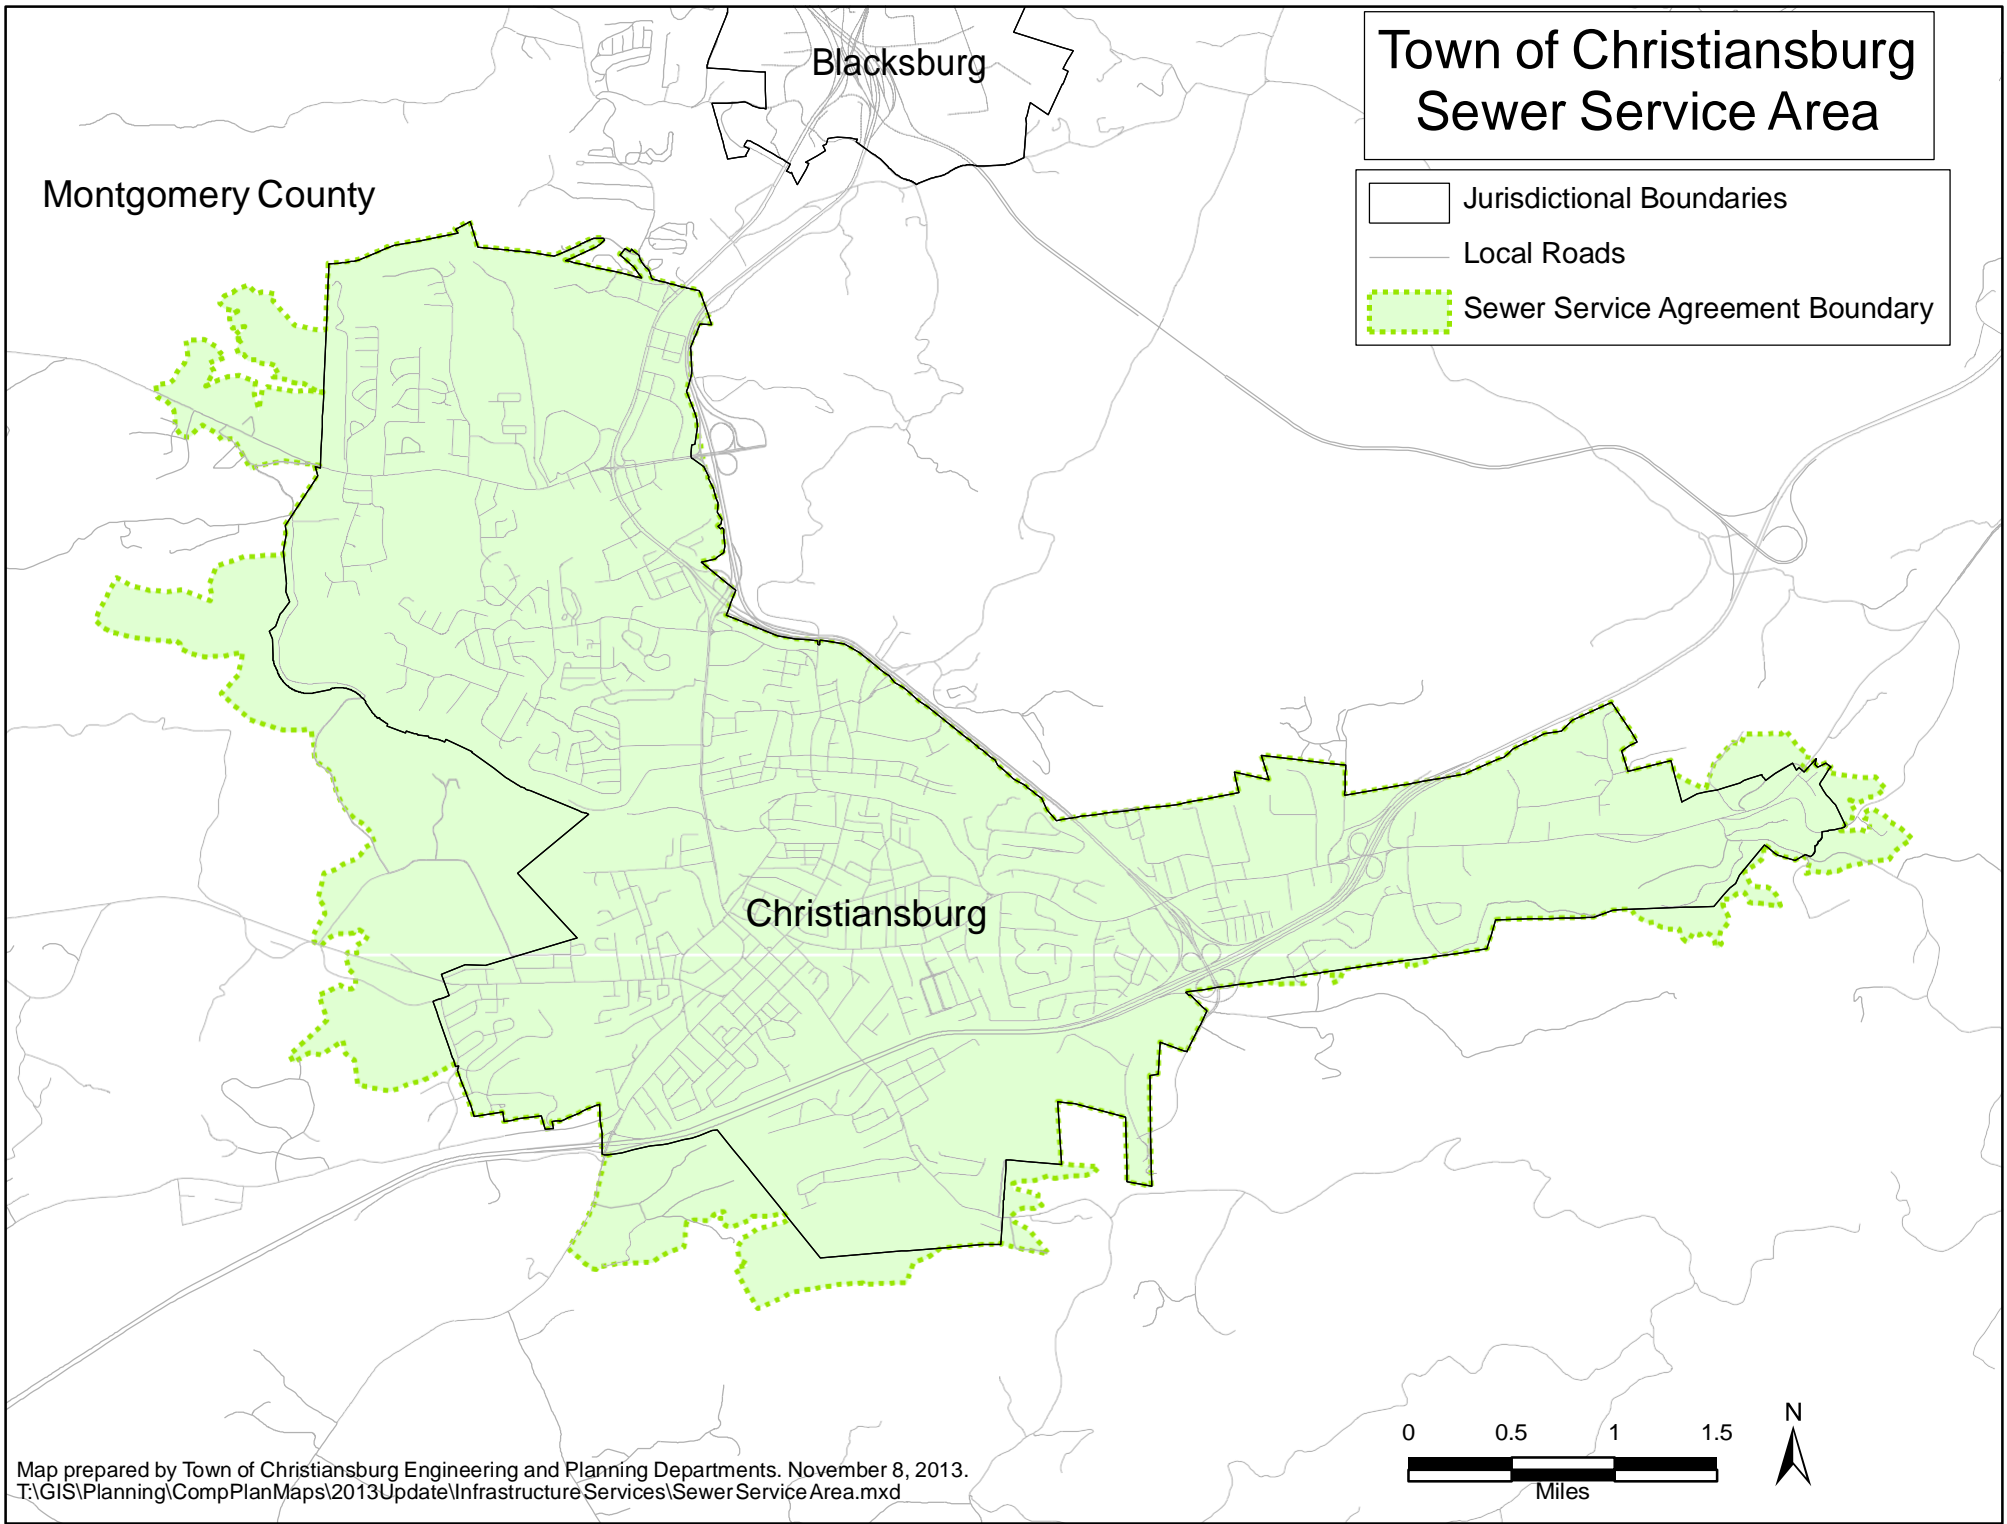 Town of Christiansburg
Sewer Service Area
Jurisdictional Boundaries
Local Roads
Sewer Service Agreement Boundary
Blacksburg
Montgomery County
Christiansburg
0 0.5 1 1.5
Miles
N
Map prepared by Town of Christiansburg Engineering and Planning Departments. November 8, 2013.
T:\GIS\Planning\CompPlanMaps\2013Update\InfrastructureServices\SewerServiceArea.mxd